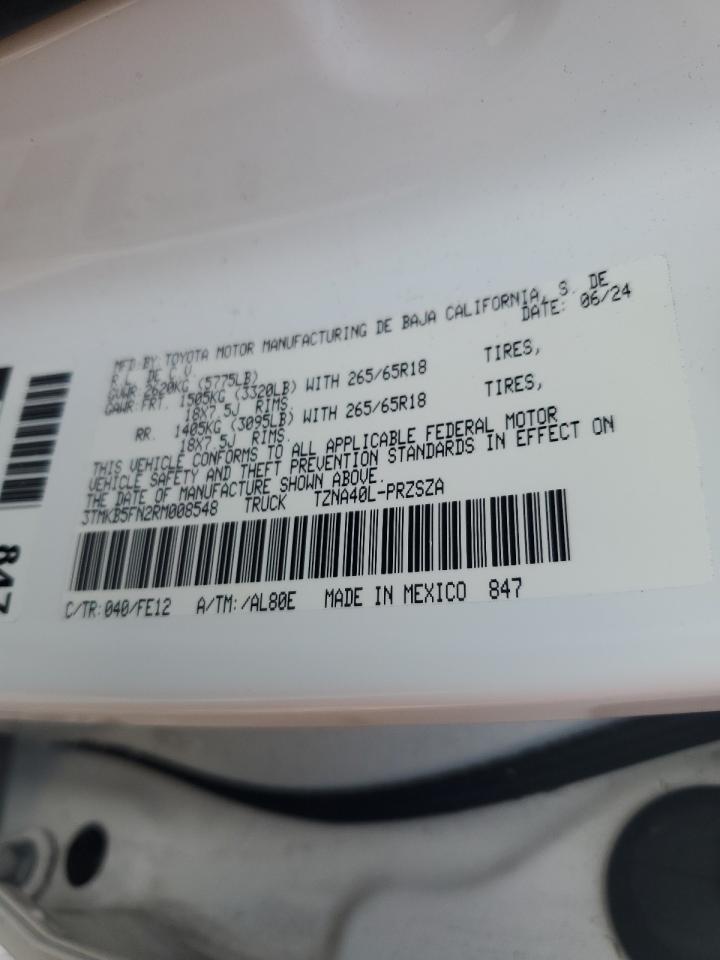 MFD BY: TOYOTA MOTOR MANUFACTURING DE BAJA CALIFORNIA, S. DE
R.L. DE C.V. DATE: 06/24
GVWR 2620KG (5775LB)
GAWR: FRT. 1505KG (3320LB) WITH 265/65R18 TIRES,
18X7.5J RIMS.
RR. 1405KG (3095LB) WITH 265/65R18 TIRES,
18X7.5J RIMS.
THIS VEHICLE CONFORMS TO ALL APPLICABLE FEDERAL MOTOR
VEHICLE SAFETY AND THEFT PREVENTION STANDARDS IN EFFECT ON
THE DATE OF MANUFACTURE SHOWN ABOVE.
3TMKB5FN2RM008548 TRUCK TZNA40L-PRZSZA
C/TR: 040/FE12 A/TM: /AL80E MADE IN MEXICO 847
847